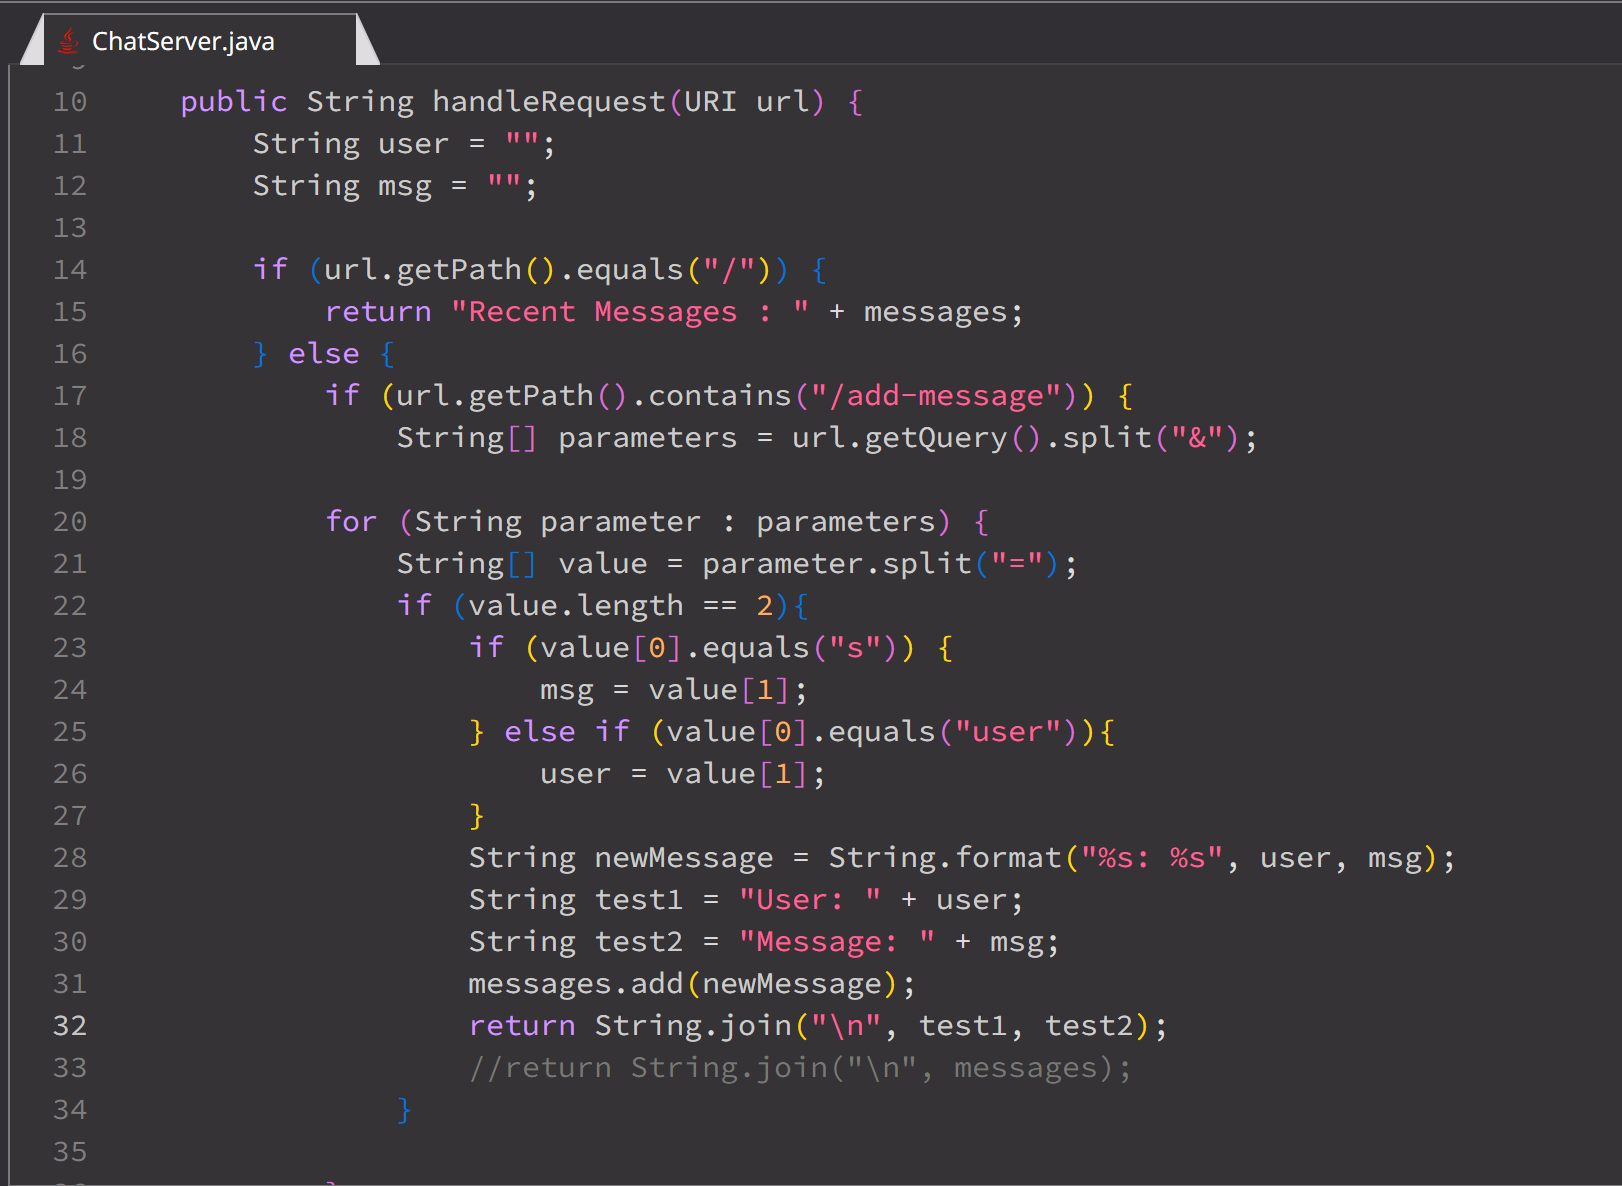 ChatServer.java
10 public String handleRequest(URI url) {
11 String user = "";
12 String msg = "";
13
14 if (url.getPath().equals("/")) {
15 return "Recent Messages : " + messages;
16 } else {
17 if (url.getPath().contains("/add-message")) {
18 String[] parameters = url.getQuery().split("&");
19
20 for (String parameter : parameters) {
21 String[] value = parameter.split("=");
22 if (value.length == 2){
23 if (value[0].equals("s")) {
24 msg = value[1];
25 } else if (value[0].equals("user")){
26 user = value[1];
27 }
28 String newMessage = String.format("%s: %s", user, msg);
29 String test1 = "User: " + user;
30 String test2 = "Message: " + msg;
31 messages.add(newMessage);
32 return String.join("\n", test1, test2);
33 //return String.join("\n", messages);
34 }
35